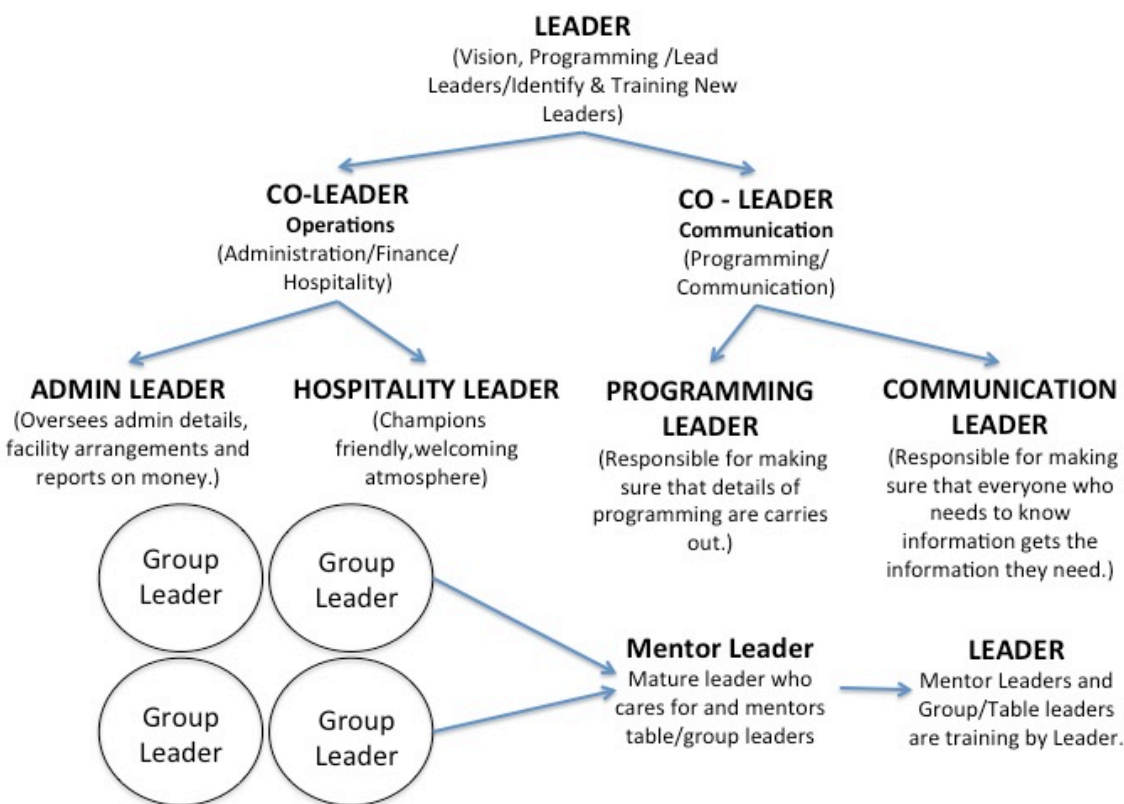 LEADER
(Vision, Programming /Lead
Leaders/Identify & Training New
Leaders)
CO-LEADER
Operations
(Administration/Finance/
Hospitality)
CO - LEADER
Communication
(Programming/
Communication)
ADMIN LEADER
(Oversees admin details,
facility arrangements and
reports on money.)
HOSPITALITY LEADER
(Champions
friendly,welcoming
atmosphere)
PROGRAMMING
LEADER
(Responsible for making
sure that details of
programming are carries
out.)
COMMUNICATION
LEADER
(Responsible for making
sure that everyone who
needs to know
information gets the
information they need.)
Group
Leader
Group
Leader
Group
Leader
Group
Leader
Mentor Leader
Mature leader who
cares for and mentors
table/group leaders
LEADER
Mentor Leaders and
Group/Table leaders
are training by Leader.